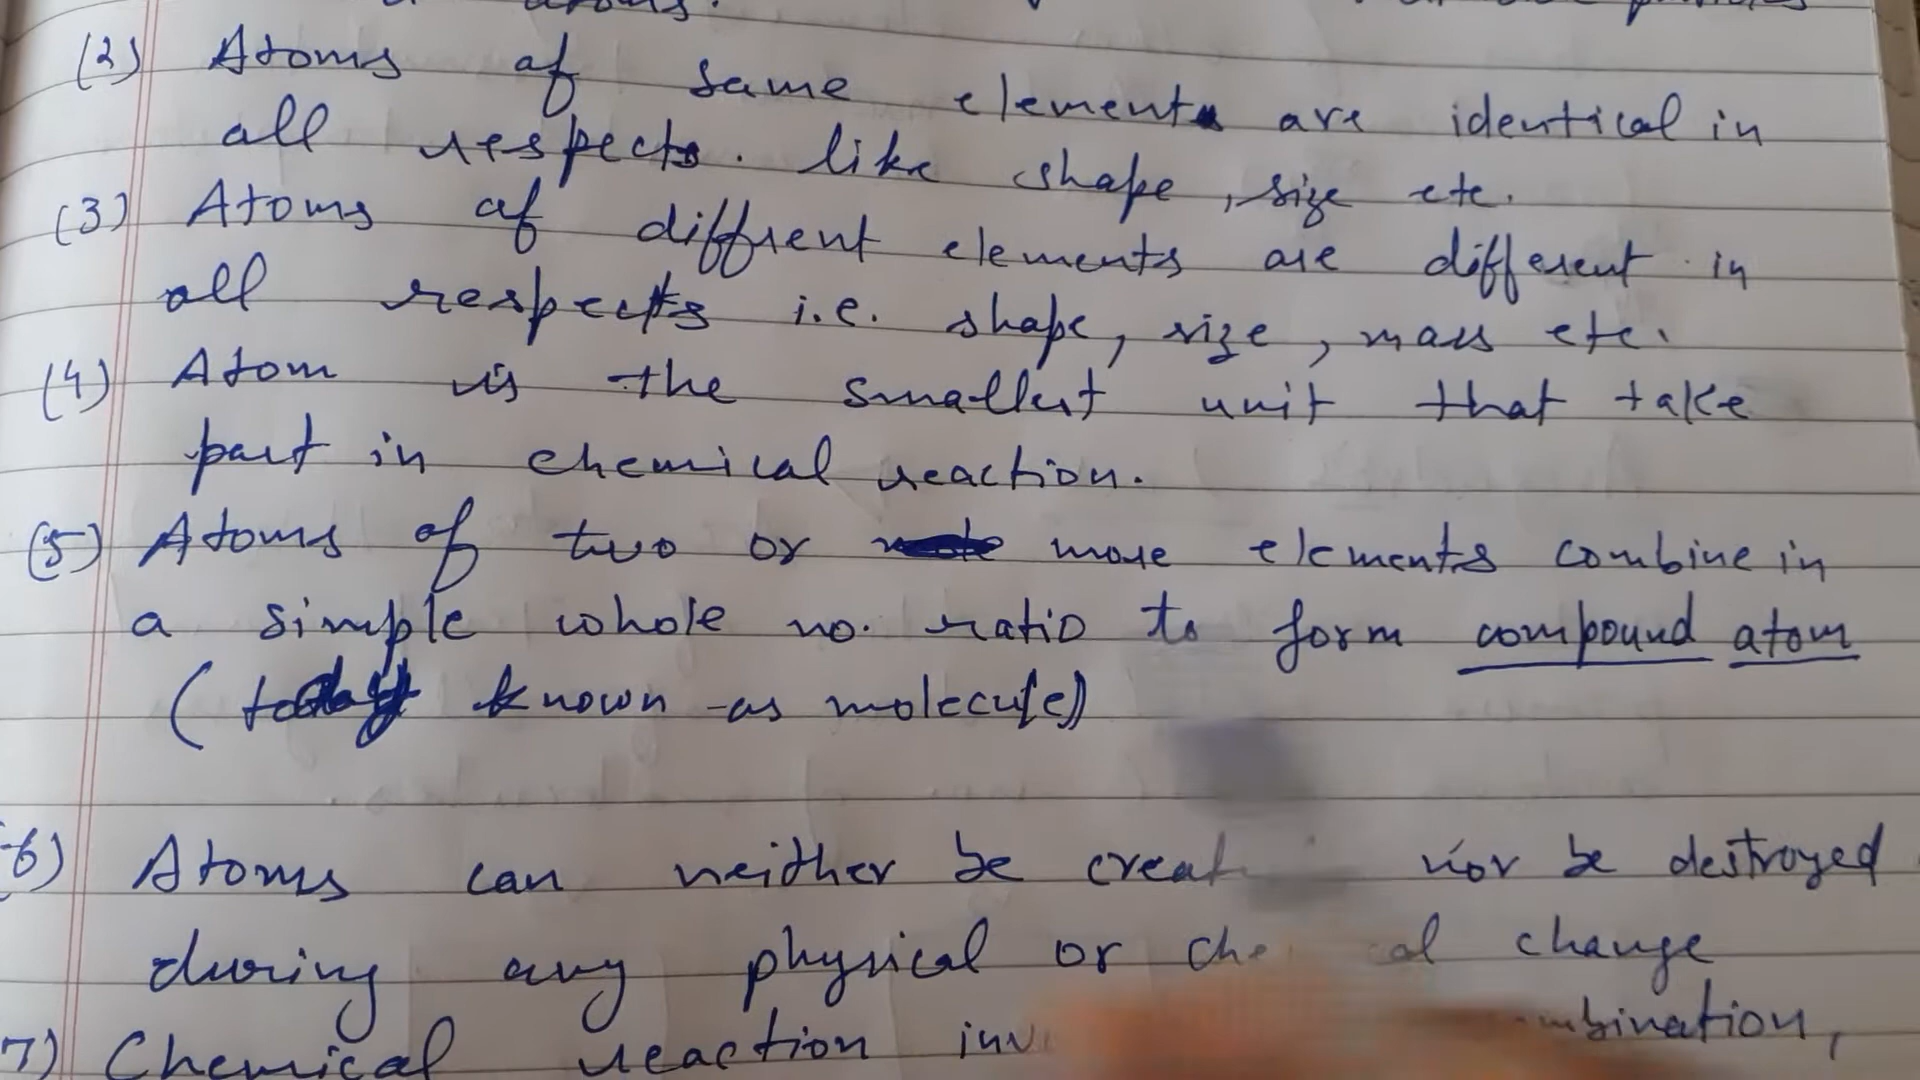 atoms.
(2) Atoms of same element are identical in
all respects. like shape, size etc.
(3) Atoms of diffrent elements are different in
all respects i.e. shape, size, mass etc.
(4) Atom is the smallest unit that take
part in chemical reaction.
(5) Atoms of two or more elements combine in
a simple whole no. ratio to form compound atom
(today known as molecule)
(6) Atoms can neither be creat nor be destroyed
during any physical or che al change
7) Chemical reaction inv mbination,